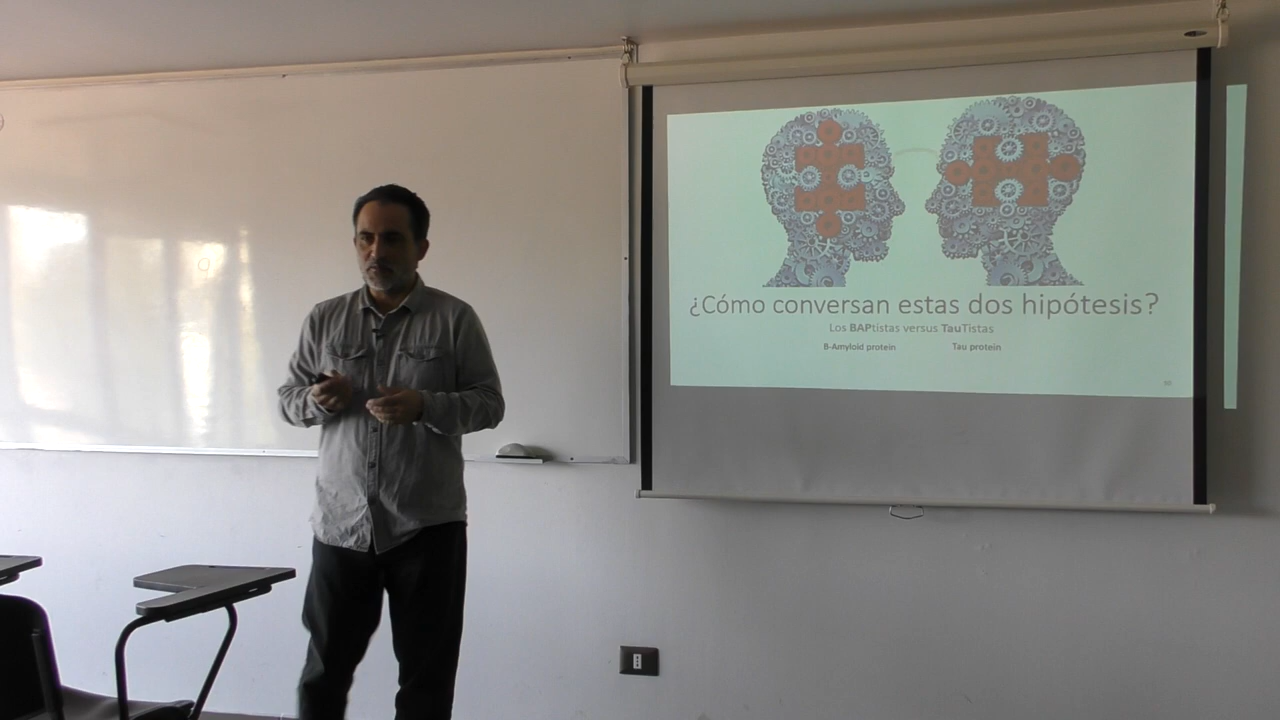 ¿Cómo conversan estas dos hipótesis?
Los BAPtistas versus TauTistas
B-Amyloid protein Tau protein